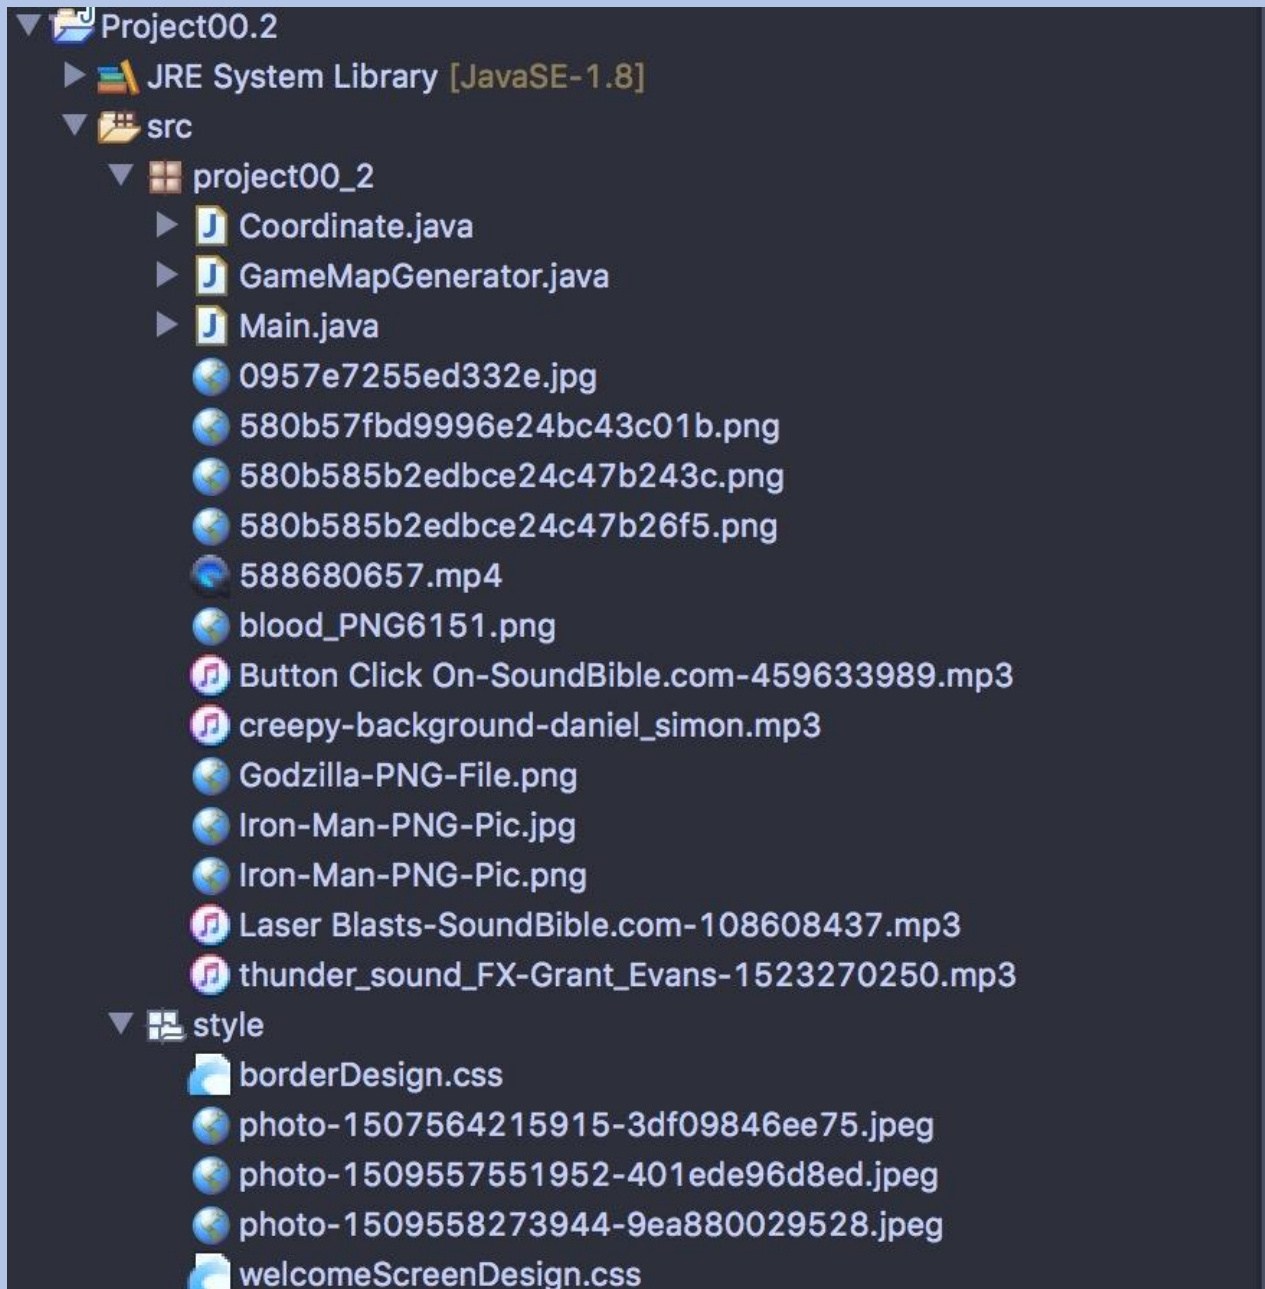 Project00.2
JRE System Library [JavaSE-1.8]
src
project00_2
Coordinate.java
GameMapGenerator.java
Main.java
0957e7255ed332e.jpg
580b57fbd9996e24bc43c01b.png
580b585b2edbce24c47b243c.png
580b585b2edbce24c47b26f5.png
588680657.mp4
blood_PNG6151.png
Button Click On-SoundBible.com-459633989.mp3
creepy-background-daniel_simon.mp3
Godzilla-PNG-File.png
Iron-Man-PNG-Pic.jpg
Iron-Man-PNG-Pic.png
Laser Blasts-SoundBible.com-108608437.mp3
thunder_sound_FX-Grant_Evans-1523270250.mp3
style
borderDesign.css
photo-1507564215915-3df09846ee75.jpeg
photo-1509557551952-401ede96d8ed.jpeg
photo-1509558273944-9ea880029528.jpeg
welcomeScreenDesign.css